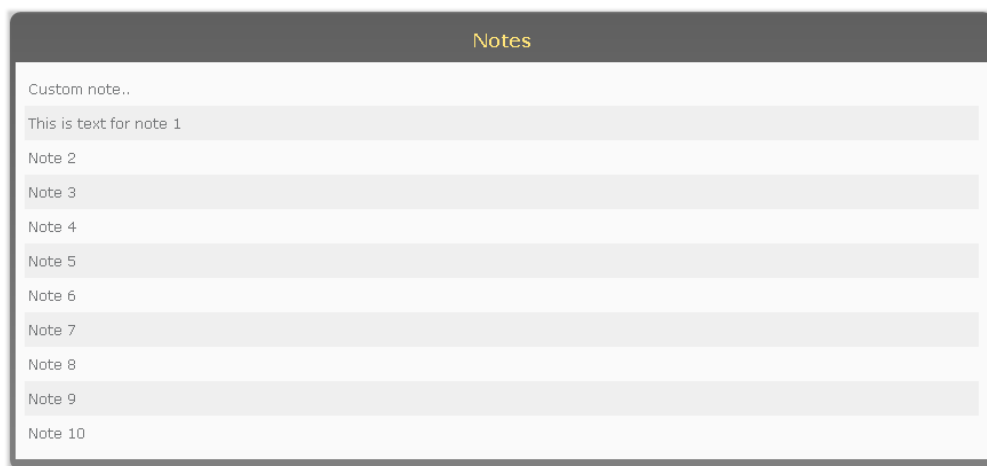 Notes
Custom note..
This is text for note 1
Note 2
Note 3
Note 4
Note 5
Note 6
Note 7
Note 8
Note 9
Note 10